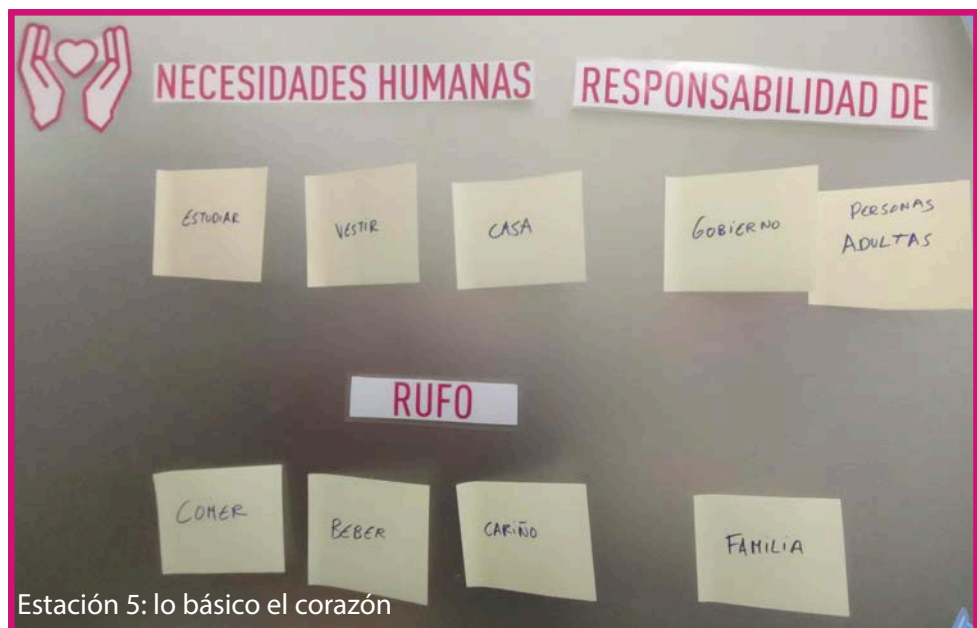 NECESIDADES HUMANAS
RESPONSABILIDAD DE
ESTUDIAR
VESTIR
CASA
GOBIERNO
PERSONAS
ADULTAS
RUFO
COMER
BEBER
CARIÑO
FAMILIA
Estación 5: lo básico el corazón